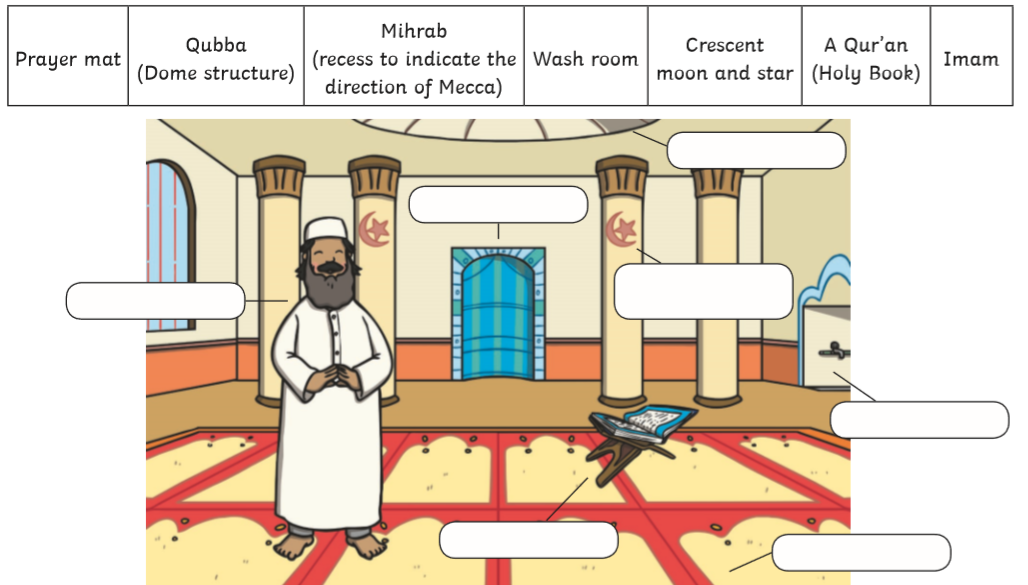 Prayer mat
Qubba
(Dome structure)
Mihrab
(recess to indicate the
direction of Mecca)
Wash room
Crescent
moon and star
A Qur'an
(Holy Book)
Imam